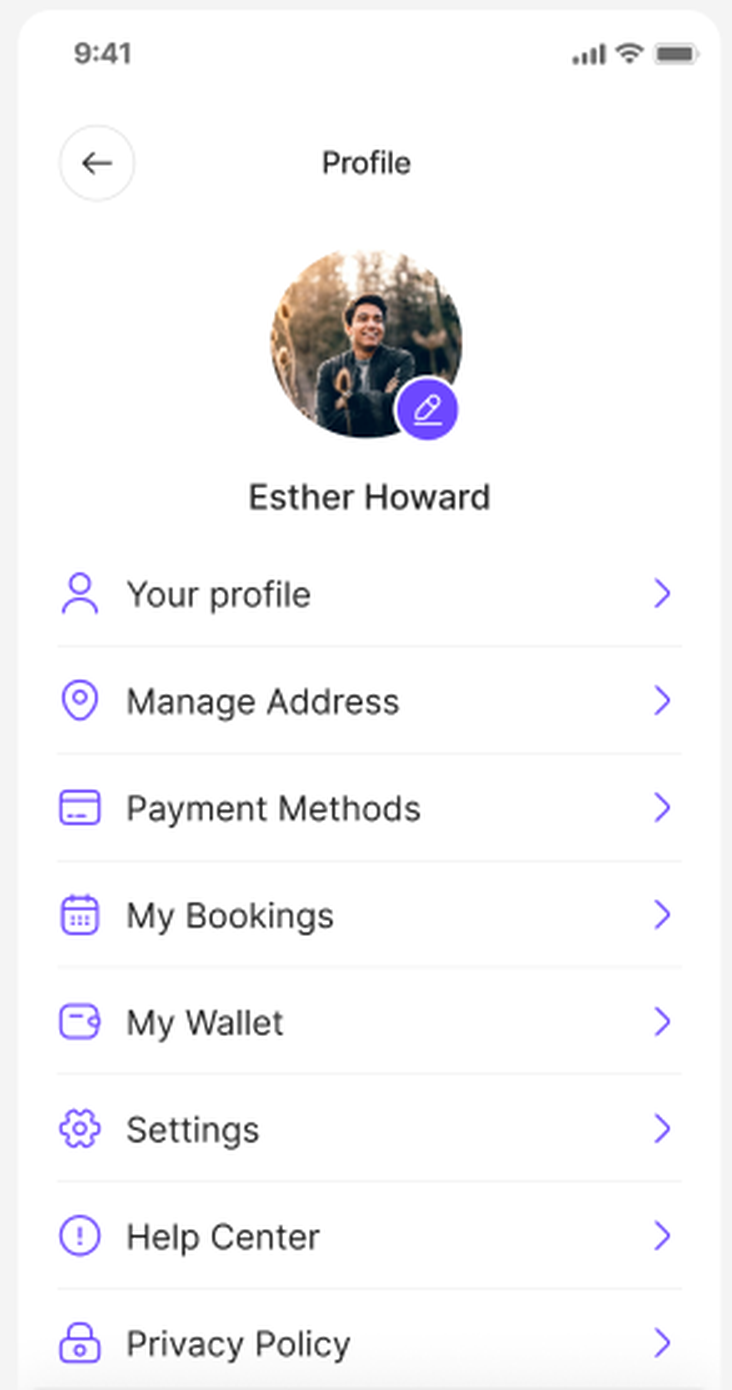 9:41
Profile
Esther Howard
Your profile
Manage Address
Payment Methods
My Bookings
My Wallet
Settings
Help Center
Privacy Policy